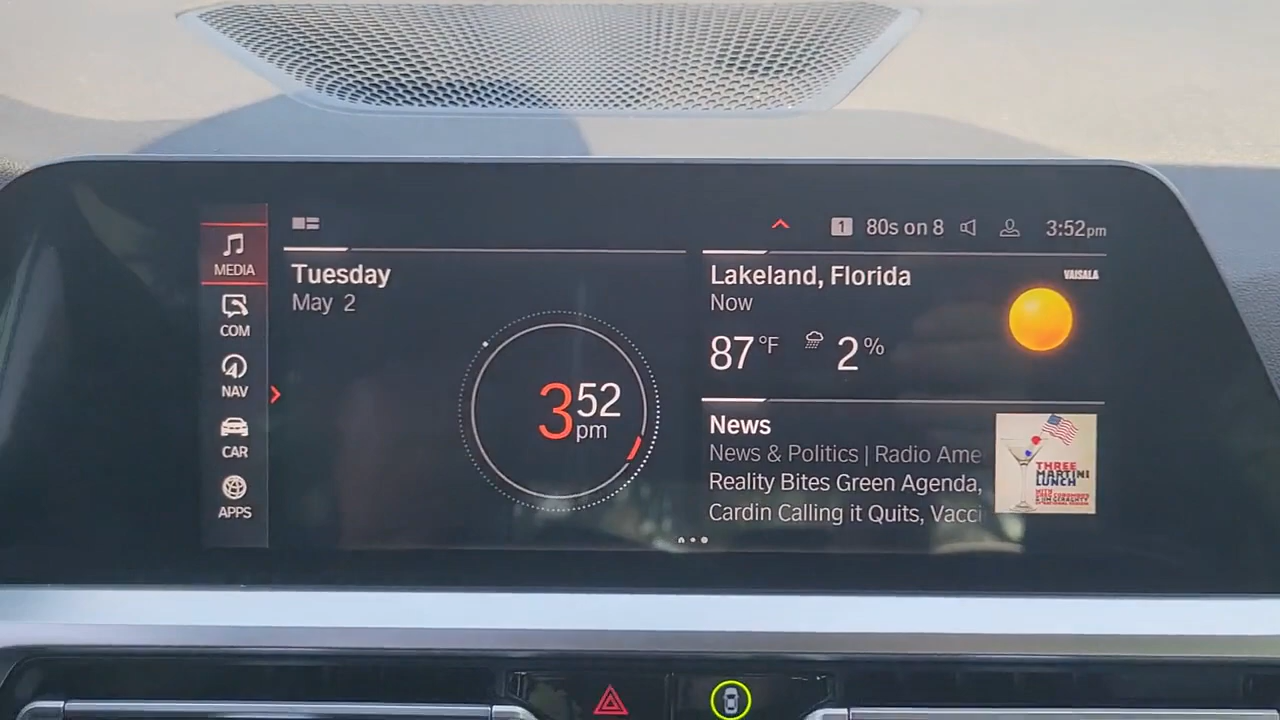 1 80s on 8 3:52pm
MEDIA
COM
NAV
CAR
APPS
Tuesday
May 2
3 52
pm
Lakeland, Florida
Now
VAISALA
87 °F 2 %
News
News & Politics | Radio Ame
Reality Bites Green Agenda,
Cardin Calling it Quits, Vacci
THREE
MARTINI
LUNCH